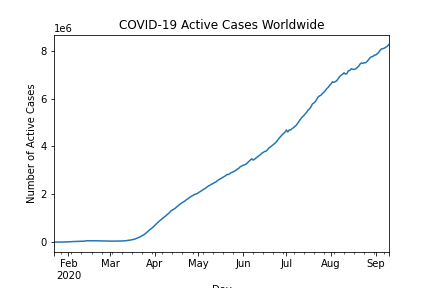 COVID-19 Active Cases Worldwide
1e6
8
6
4
2
0
Number of Active Cases
Feb Mar Apr May Jun Jul Aug Sep
2020